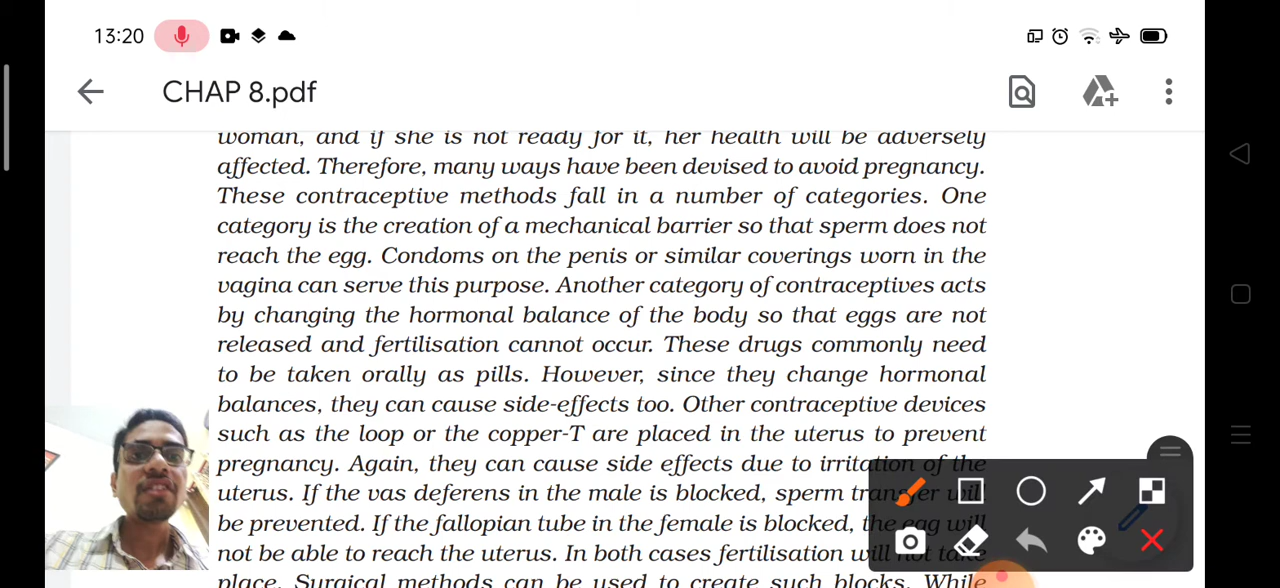 13:20
CHAP 8.pdf
woman, and if she is not ready for it, her health will be adversely
affected. Therefore, many ways have been devised to avoid pregnancy.
These contraceptive methods fall in a number of categories. One
category is the creation of a mechanical barrier so that sperm does not
reach the egg. Condoms on the penis or similar coverings worn in the
vagina can serve this purpose. Another category of contraceptives acts
by changing the hormonal balance of the body so that eggs are not
released and fertilisation cannot occur. These drugs commonly need
to be taken orally as pills. However, since they change hormonal
balances, they can cause side-effects too. Other contraceptive devices
such as the loop or the copper-T are placed in the uterus to prevent
pregnancy. Again, they can cause side effects due to irritation of the
uterus. If the vas deferens in the male is blocked, sperm transfer will
be prevented. If the fallopian tube in the female is blocked, the egg will
not be able to reach the uterus. In both cases fertilisation will not take
place. Surgical methods can be used to create such blocks. While